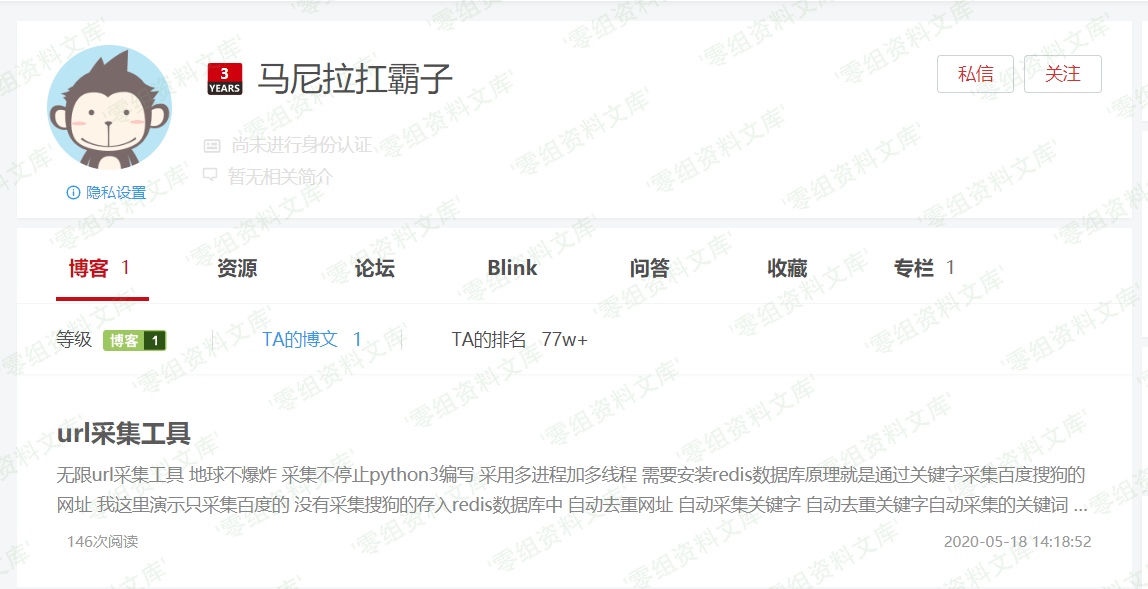 3
YEARS
马尼拉扛霸子
私信
关注
尚未进行身份认证
暂无相关简介
隐私设置
博客 1
资源
论坛
Blink
问答
收藏
专栏 1
等级 博客 1
TA的博文 1
TA的排名 77w+
url采集工具
无限url采集工具 地球不爆炸 采集不停止python3编写 采用多进程加多线程 需要安装redis数据库原理就是通过关键字采集百度搜狗的
网址 我这里演示只采集百度的 没有采集搜狗的存入redis数据库中 自动去重网址 自动采集关键字 自动去重关键字自动采集的关键词 ...
146次阅读
2020-05-18 14:18:52
零组资料文库